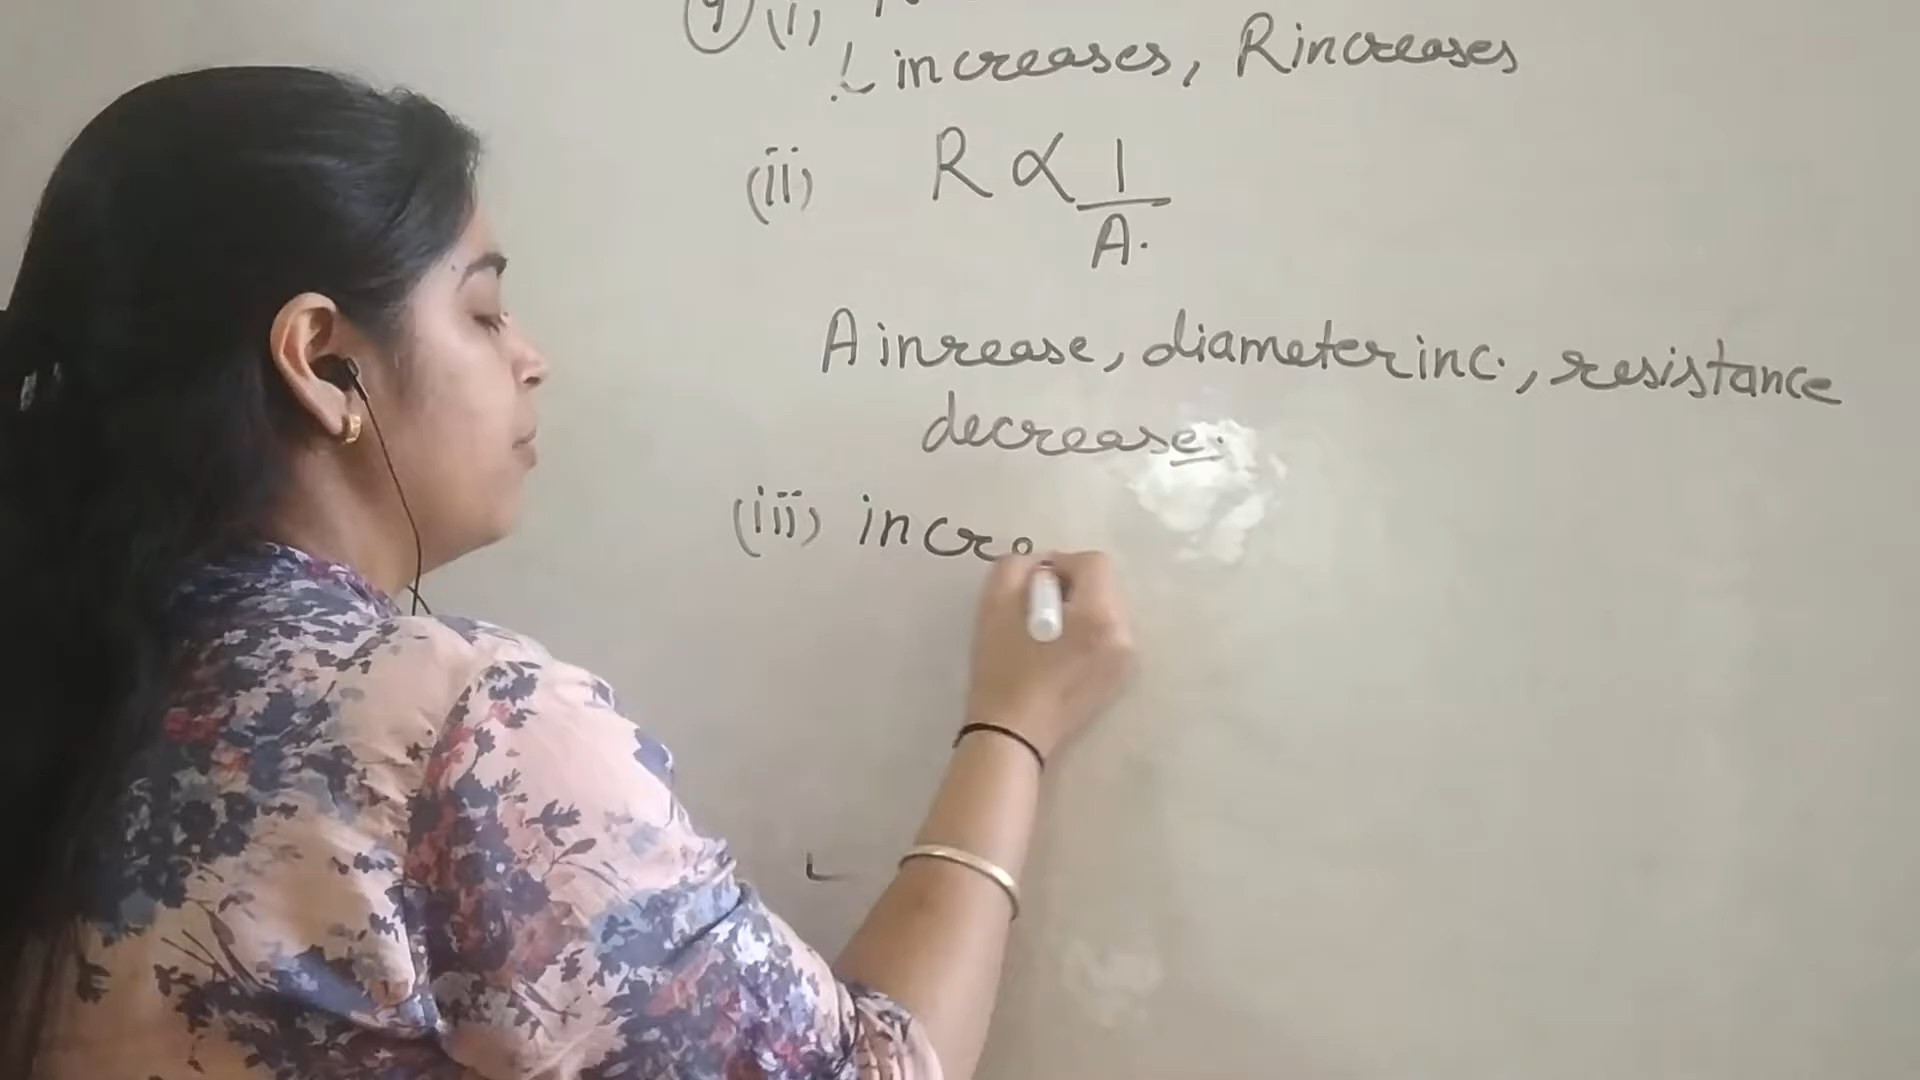 9 (i)
L increases, R increases
(ii) R ∝ 1/A.
A inrease, diameter inc., resistance
decrease.
(iii) incre